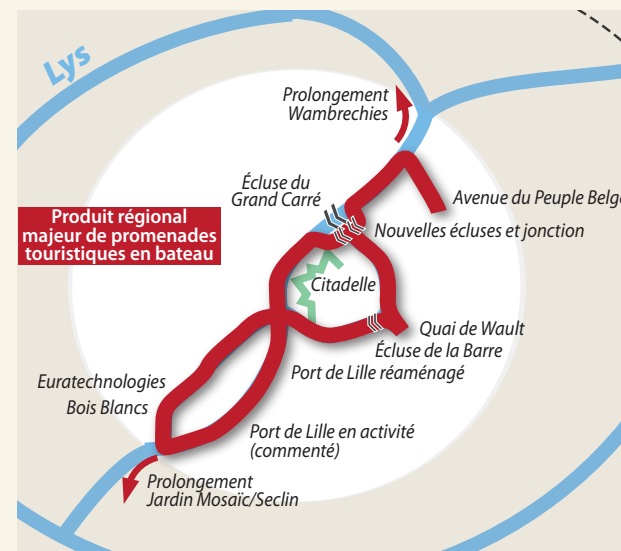 Lys
Prolongement
Wambrechies
Écluse du
Grand Carré
Avenue du Peuple Belge
Nouvelles écluses et jonction
Produit régional
majeur de promenades
touristiques en bateau
Citadelle
Quai de Wault
Écluse de la Barre
Port de Lille réaménagé
Euratechnologies
Bois Blancs
Port de Lille en activité
(commenté)
Prolongement
Jardin Mosaïc/Seclin